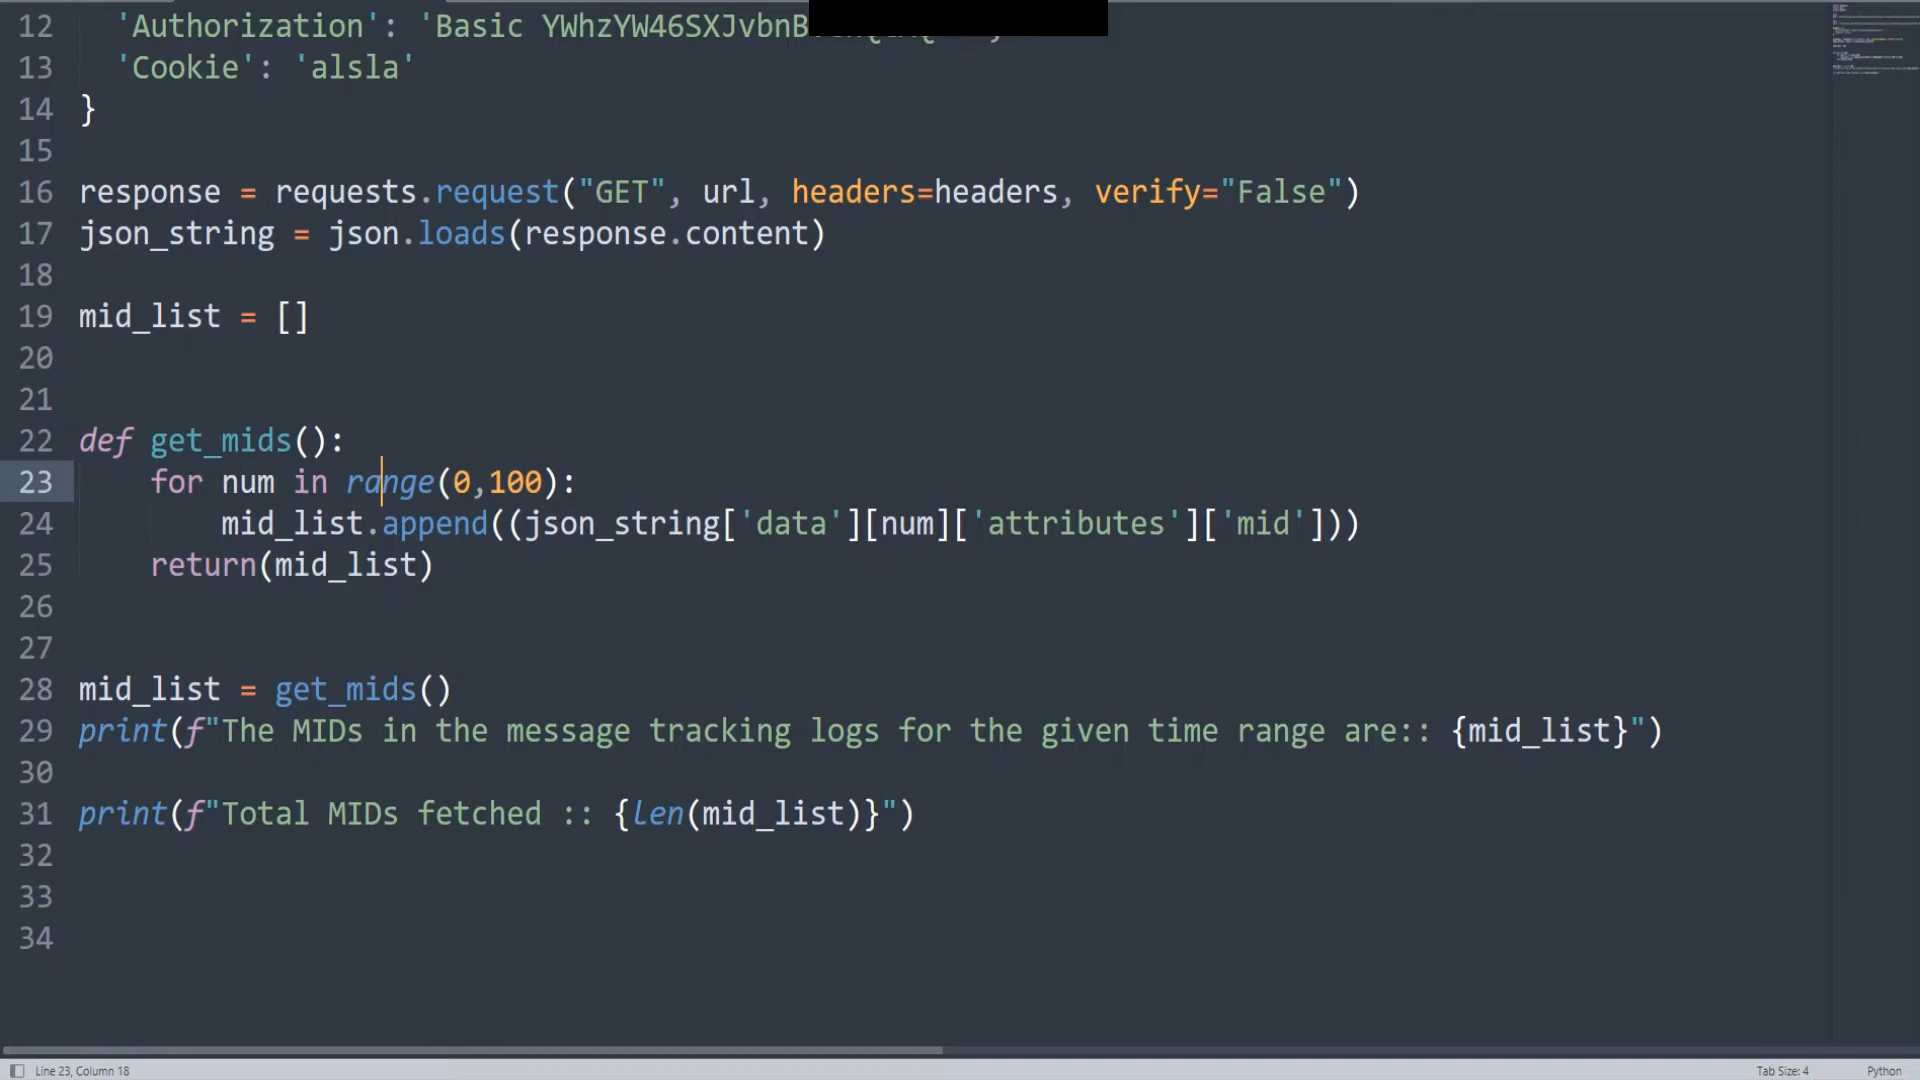 12 'Authorization': 'Basic YWhzYW46SXJvbnB
13 'Cookie': 'alsla'
14 }
15
16 response = requests.request("GET", url, headers=headers, verify="False")
17 json_string = json.loads(response.content)
18
19 mid_list = []
20
21
22 def get_mids():
23 for num in range(0,100):
24 mid_list.append((json_string['data'][num]['attributes']['mid']))
25 return(mid_list)
26
27
28 mid_list = get_mids()
29 print(f"The MIDs in the message tracking logs for the given time range are:: {mid_list}")
30
31 print(f"Total MIDs fetched :: {len(mid_list)}")
32
33
34
Line 23, Column 18 Tab Size: 4 Python